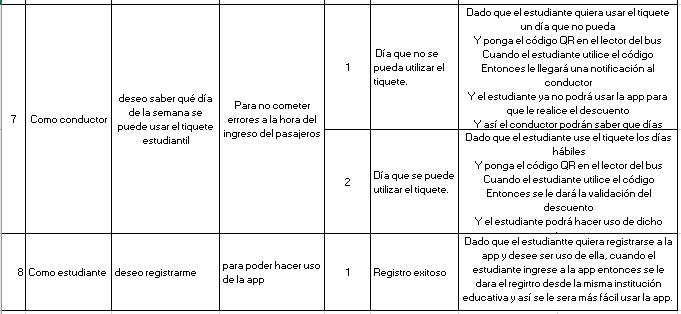 7
Como conductor
deseo saber qué día
de la semana se
puede usar el tiquete
estudiantil
Para no cometer
errores a la hora del
ingreso del pasajeros
1
Día que no se
pueda utilizar el
tiquete.
Dado que el estudiante quiera usar el tiquete
un día que no pueda
Y ponga el código QR en el lector del bus
Cuando el estudiante utilice el código
Entonces le llegará una notificación al
conductor
Y el estudiante ya no podrá usar la app para
que le realice el descuento
Y así el conductor podrán saber que días
2
Día que se puede
utilizar el tiquete.
Dado que el estudiante use el tiquete los días
hábiles
Y ponga el código QR en el lector del bus
Cuando el estudiante utilice el código
Entonces se le dará la validación del
descuento
Y el estudiante podrá hacer uso de dicho
8
Como estudiante
deseo registrarme
para poder hacer uso
de la app
1
Registro exitoso
Dado que el estudiantte quiera registrarse a la
app y desee ser uso de ella, cuando el
estudiante ingrese a la app entonces se le
dara el regirtro desde la misma institución
educativa y así se le sera más fácil usar la app.